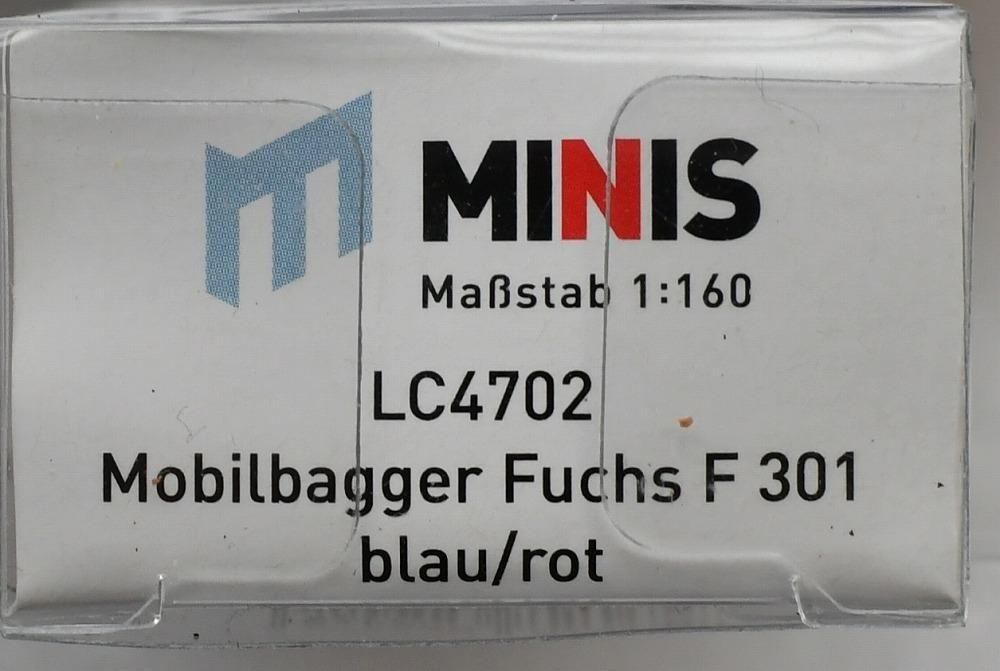 MINIS
Maßstab 1:160
LC4702
Mobilbagger Fuchs F 301
blau/rot